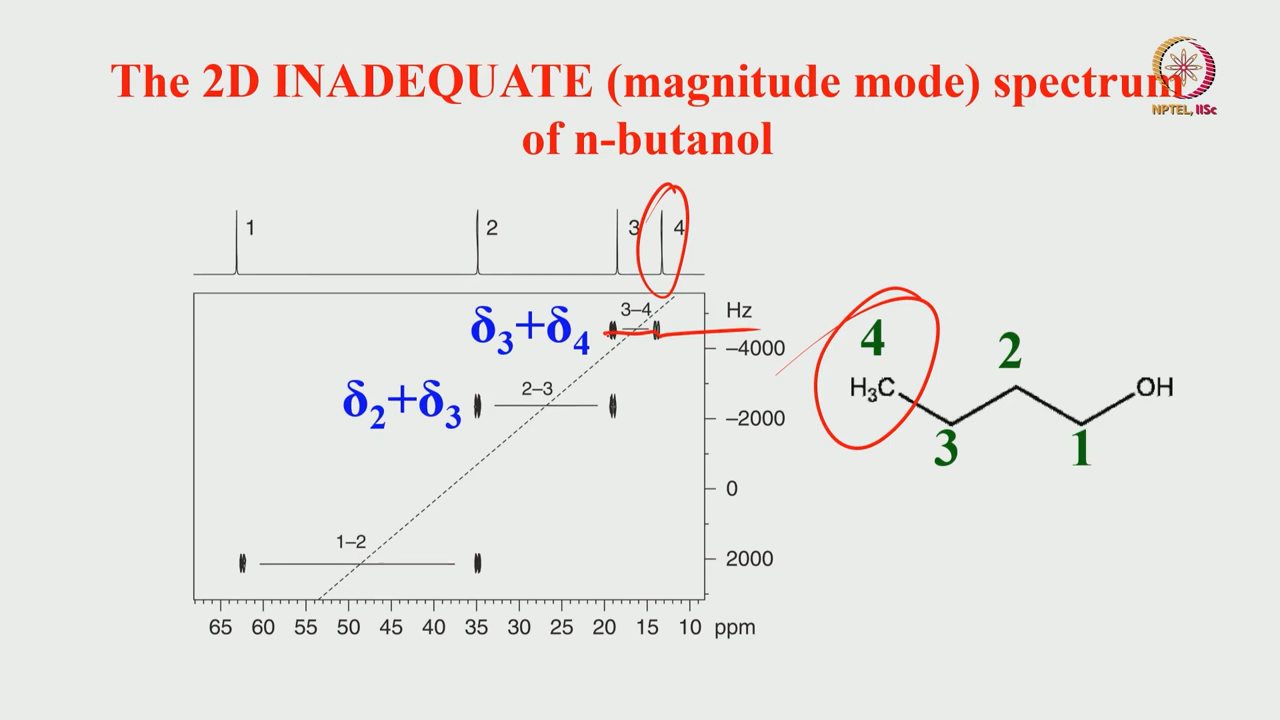 The 2D INADEQUATE (magnitude mode) spectrum
of n-butanol
NPTEL, IISc
1
2
3
4
3–4
Hz
δ₃+δ₄
–4000
2–3
δ₂+δ₃
–2000
0
1–2
2000
65 60 55 50 45 40 35 30 25 20 15 10 ppm
4
2
H₃C
OH
3
1